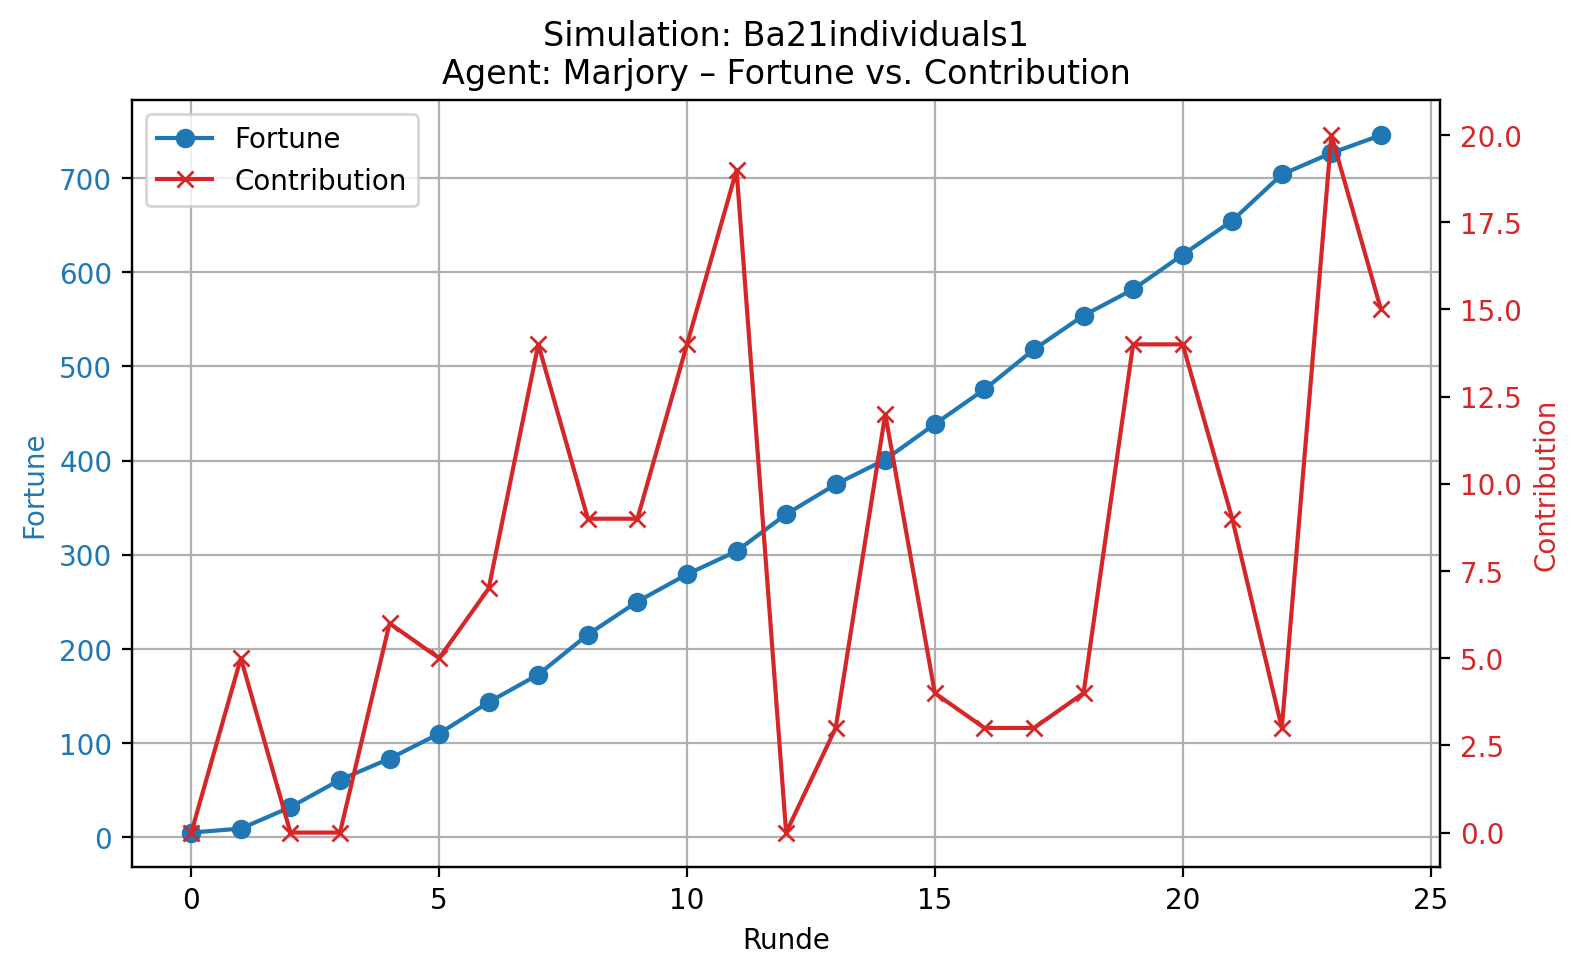 Simulation: Ba21individuals1
Agent: Marjory – Fortune vs. Contribution
Fortune
Contribution
700
600
500
400
300
200
100
0
Fortune
20.0
17.5
15.0
12.5
10.0
7.5
5.0
2.5
0.0
Contribution
0 5 10 15 20 25
Runde